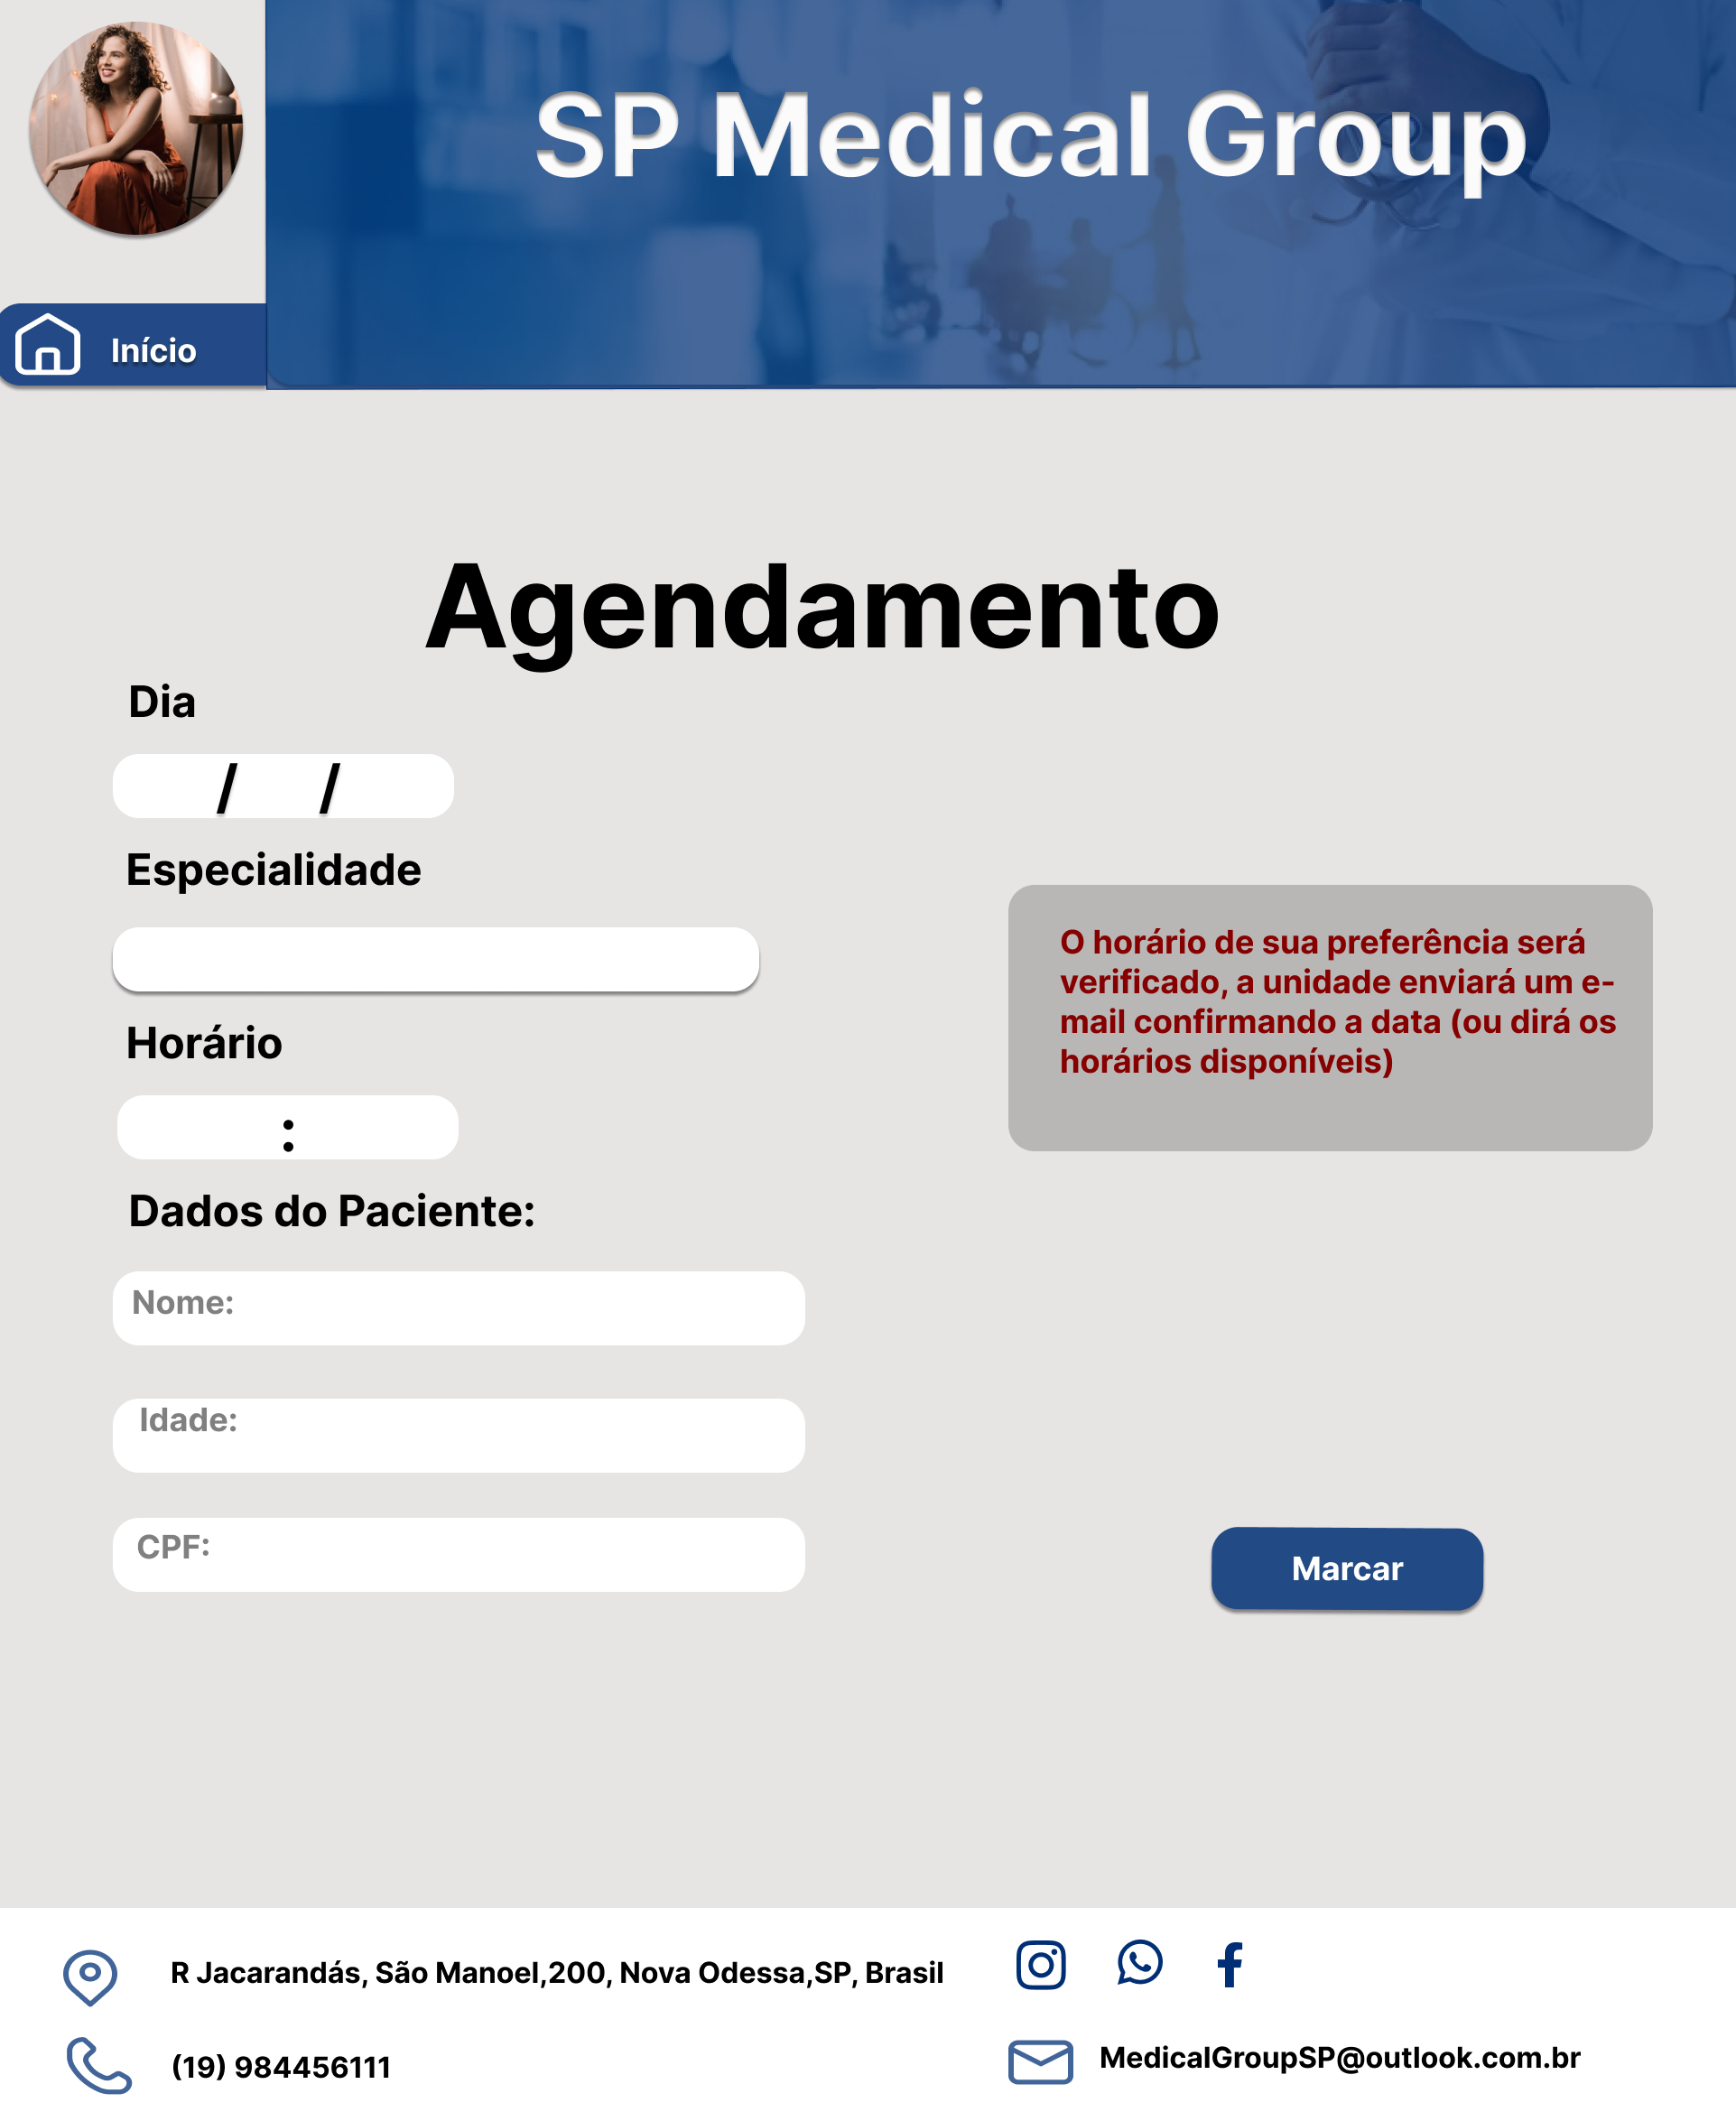 SP Medical Group
Início
Agendamento
Dia
/ /
Especialidade
O horário de sua preferência será
verificado, a unidade enviará um e-
mail confirmando a data (ou dirá os
horários disponíveis)
Horário
:
Dados do Paciente:
Nome:
Idade:
CPF:
Marcar
R Jacarandás, São Manoel,200, Nova Odessa,SP, Brasil
(19) 984456111
MedicalGroupSP@outlook.com.br